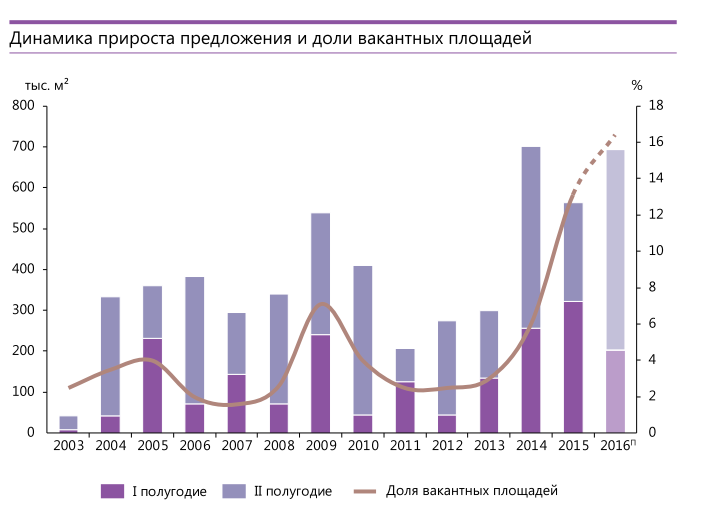 Динамика прироста предложения и доли вакантных площадей
тыс. м² %
800 18
700 16
600 14
500 12
400 10
300 8
200 6
100 4
0 2
0
2003 2004 2005 2006 2007 2008 2009 2010 2011 2012 2013 2014 2015 2016ᴨ
I полугодие II полугодие Доля вакантных площадей